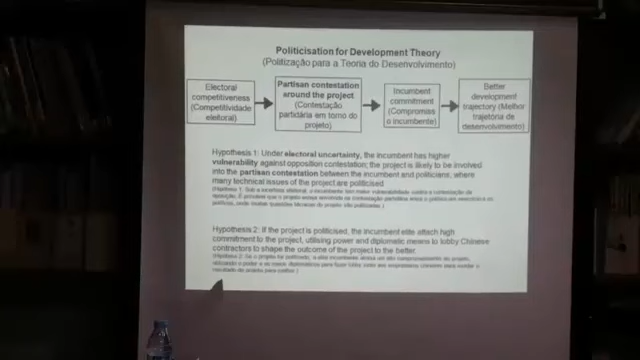 Politicisation for Development Theory
(Politização para a Teoria do Desenvolvimento)
Electoral
competitiveness
(Competitividade
eleitoral)
Partisan contestation
around the project
(Contestação
partidária em torno do
projeto)
Incumbent
commitment
(Compromiss
o incumbente)
Better
development
trajectory (Melhor
trajetória de
desenvolvimento)
Hypothesis 1: Under electoral uncertainty, the incumbent has higher
vulnerability against opposition contestation; the project is likely to be involved
into the partisan contestation between the incumbent and politicians, where
many technical issues of the project are politicised
Hypothesis 2: If the project is politicised, the incumbent elite attach high
commitment to the project, utilising power and diplomatic means to lobby Chinese
contractors to shape the outcome of the project to the better.